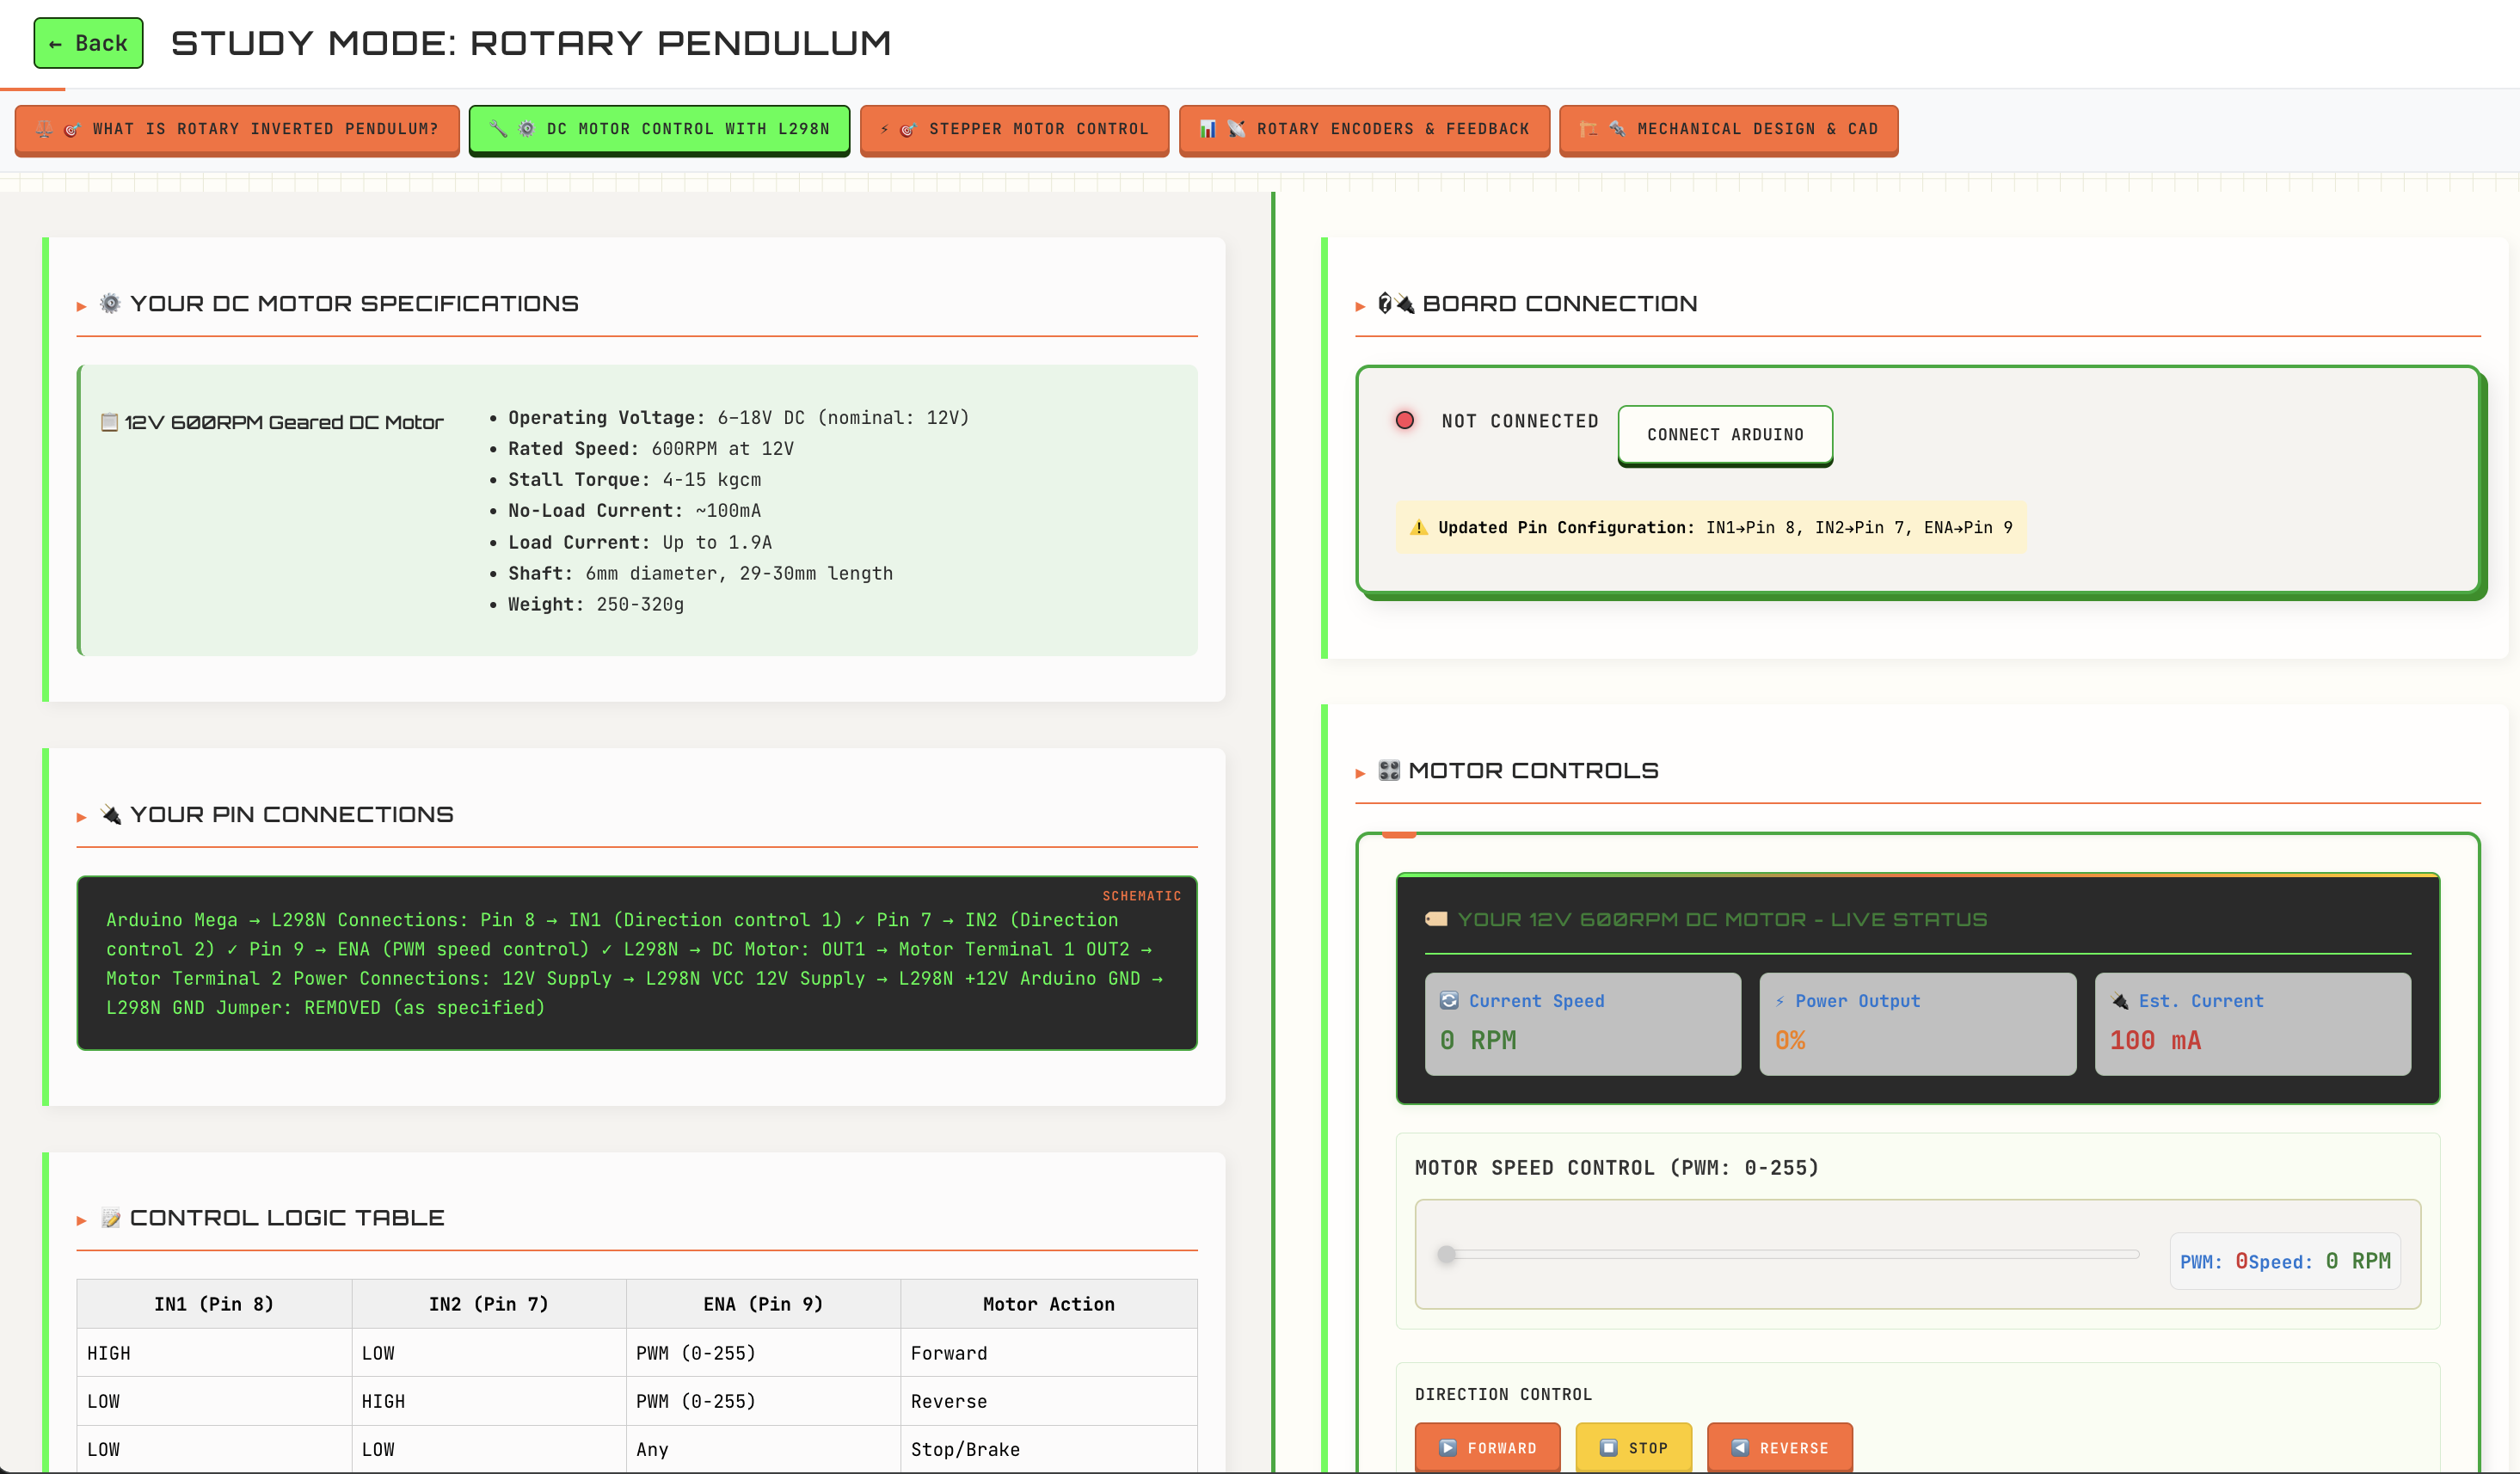 ← Back
STUDY MODE: ROTARY PENDULUM
WHAT IS ROTARY INVERTED PENDULUM?
DC MOTOR CONTROL WITH L298N
STEPPER MOTOR CONTROL
ROTARY ENCODERS & FEEDBACK
MECHANICAL DESIGN & CAD
YOUR DC MOTOR SPECIFICATIONS
12V 600RPM Geared DC Motor
• Operating Voltage: 6–18V DC (nominal: 12V)
• Rated Speed: 600RPM at 12V
• Stall Torque: 4-15 kgcm
• No-Load Current: ~100mA
• Load Current: Up to 1.9A
• Shaft: 6mm diameter, 29-30mm length
• Weight: 250-320g
YOUR PIN CONNECTIONS
SCHEMATIC
Arduino Mega → L298N Connections: Pin 8 → IN1 (Direction control 1) ✓ Pin 7 → IN2 (Direction
control 2) ✓ Pin 9 → ENA (PWM speed control) ✓ L298N → DC Motor: OUT1 → Motor Terminal 1 OUT2 →
Motor Terminal 2 Power Connections: 12V Supply → L298N VCC 12V Supply → L298N +12V Arduino GND →
L298N GND Jumper: REMOVED (as specified)
CONTROL LOGIC TABLE
IN1 (Pin 8) IN2 (Pin 7) ENA (Pin 9) Motor Action
HIGH LOW PWM (0-255) Forward
LOW HIGH PWM (0-255) Reverse
LOW LOW Any Stop/Brake
BOARD CONNECTION
NOT CONNECTED
CONNECT ARDUINO
Updated Pin Configuration: IN1→Pin 8, IN2→Pin 7, ENA→Pin 9
MOTOR CONTROLS
YOUR 12V 600RPM DC MOTOR - LIVE STATUS
Current Speed
0 RPM
Power Output
0%
Est. Current
100 mA
MOTOR SPEED CONTROL (PWM: 0-255)
PWM: 0Speed: 0 RPM
DIRECTION CONTROL
FORWARD
STOP
REVERSE